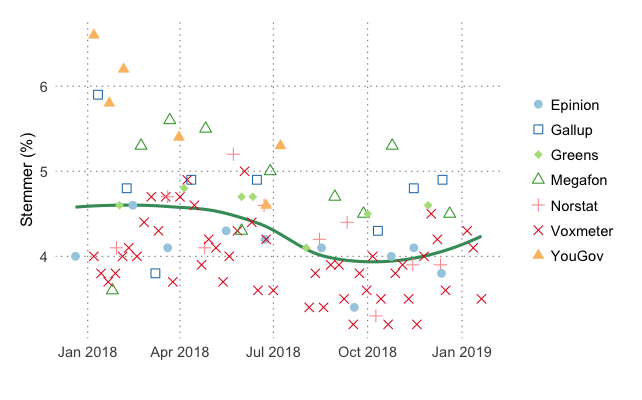 Stemmer (%)
6
5
4
Jan 2018
Apr 2018
Jul 2018
Oct 2018
Jan 2019
Epinion
Gallup
Greens
Megafon
Norstat
Voxmeter
YouGov